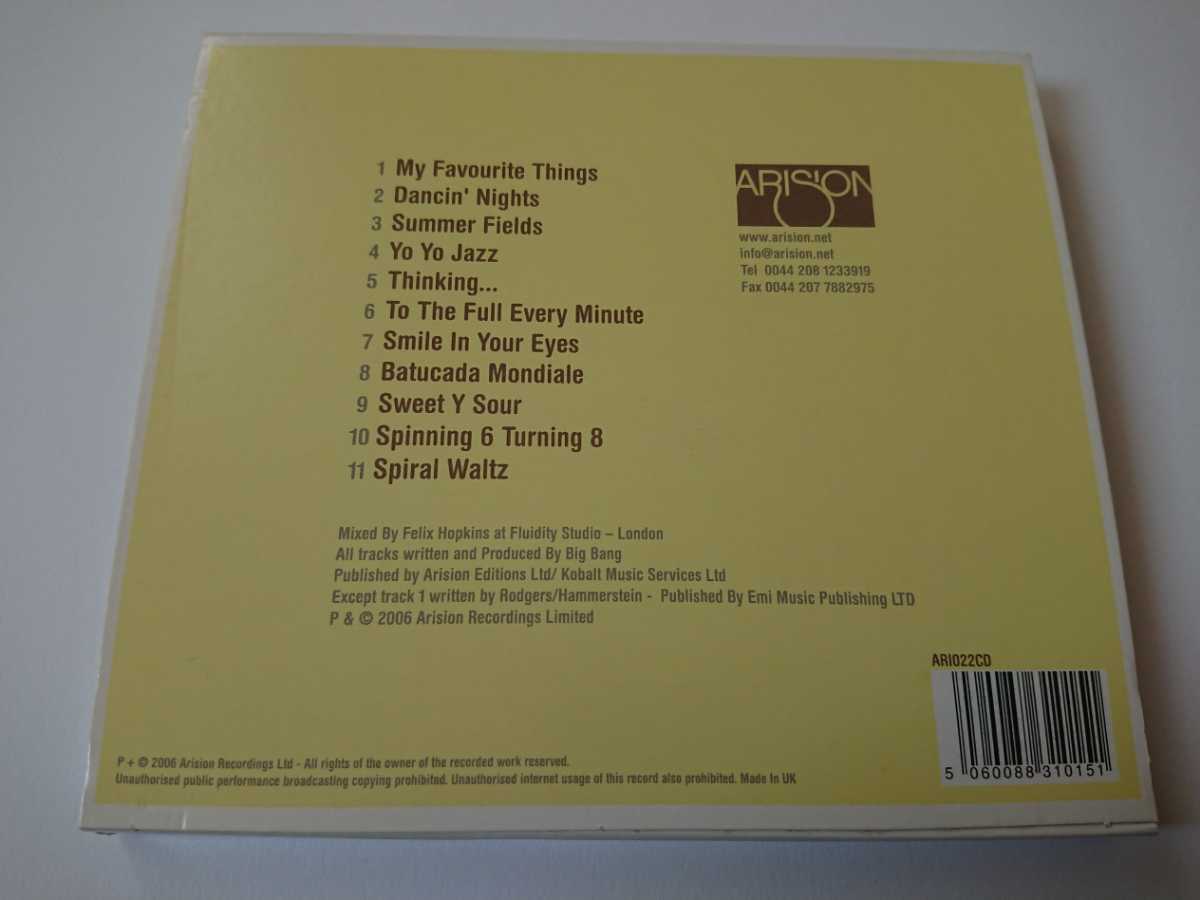 1 My Favourite Things
2 Dancin' Nights
3 Summer Fields
4 Yo Yo Jazz
5 Thinking...
6 To The Full Every Minute
7 Smile In Your Eyes
8 Batucada Mondiale
9 Sweet Y Sour
10 Spinning 6 Turning 8
11 Spiral Waltz
ARISION
www.arision.net
info@arision.net
Tel 0044 208 1233919
Fax 0044 207 7882975
Mixed By Felix Hopkins at Fluidity Studio – London
All tracks written and Produced By Big Bang
Published by Arision Editions Ltd/ Kobalt Music Services Ltd
Except track 1 written by Rodgers/Hammerstein - Published By Emi Music Publishing LTD
P & © 2006 Arision Recordings Limited
ARI022CD
5 060088 310151
P + © 2006 Arision Recordings Ltd - All rights of the owner of the recorded work reserved.
Unauthorised public performance broadcasting copying prohibited. Unauthorised internet usage of this record also prohibited. Made In UK